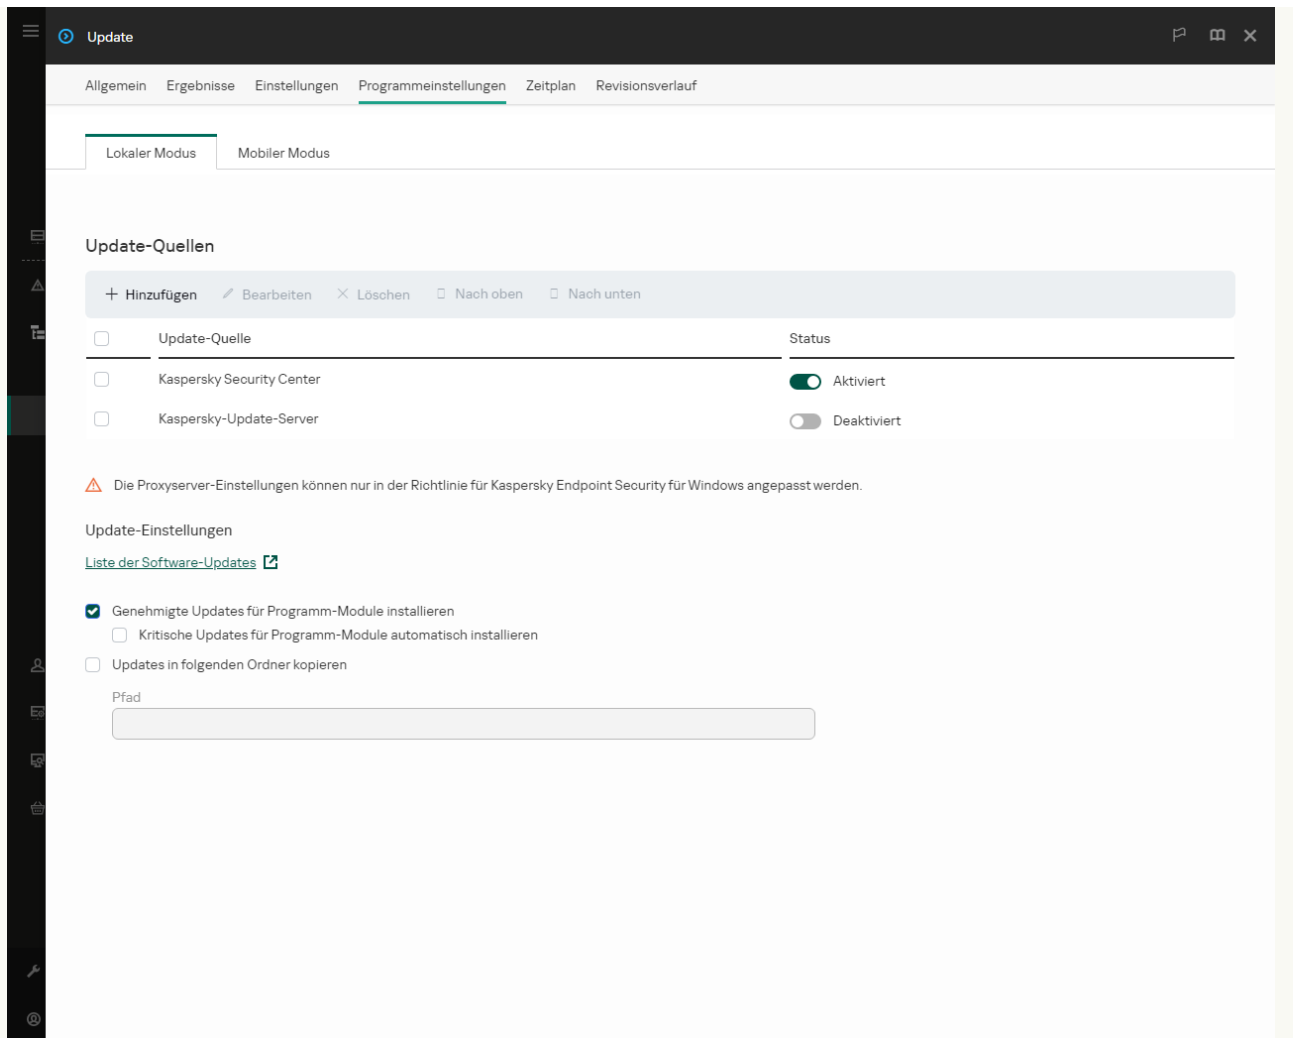 Update
Allgemein Ergebnisse Einstellungen Programmeinstellungen Zeitplan Revisionsverlauf
Lokaler Modus Mobiler Modus
Update-Quellen
Hinzufügen Bearbeiten Löschen Nach oben Nach unten
Update-Quelle Status
Kaspersky Security Center Aktiviert
Kaspersky-Update-Server Deaktiviert
Die Proxyserver-Einstellungen können nur in der Richtlinie für Kaspersky Endpoint Security für Windows angepasst werden.
Update-Einstellungen
Liste der Software-Updates
Genehmigte Updates für Programm-Module installieren
Kritische Updates für Programm-Module automatisch installieren
Updates in folgenden Ordner kopieren
Pfad